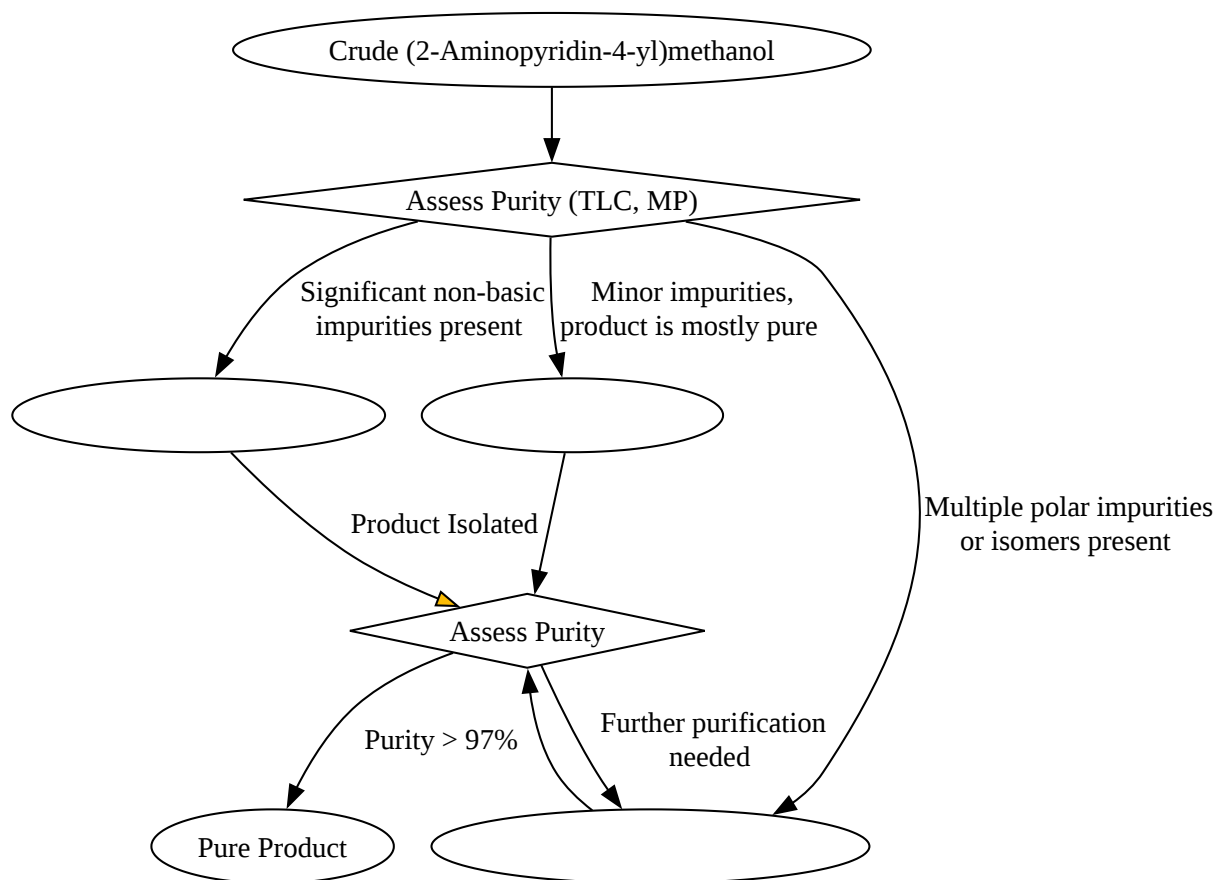 Crude (2-Aminopyridin-4-yl)methanol
Assess Purity (TLC, MP)
Significant non-basic
impurities present
Minor impurities,
product is mostly pure
Multiple polar impurities
or isomers present
Product Isolated
Assess Purity
Purity > 97%
Further purification
needed
Pure Product